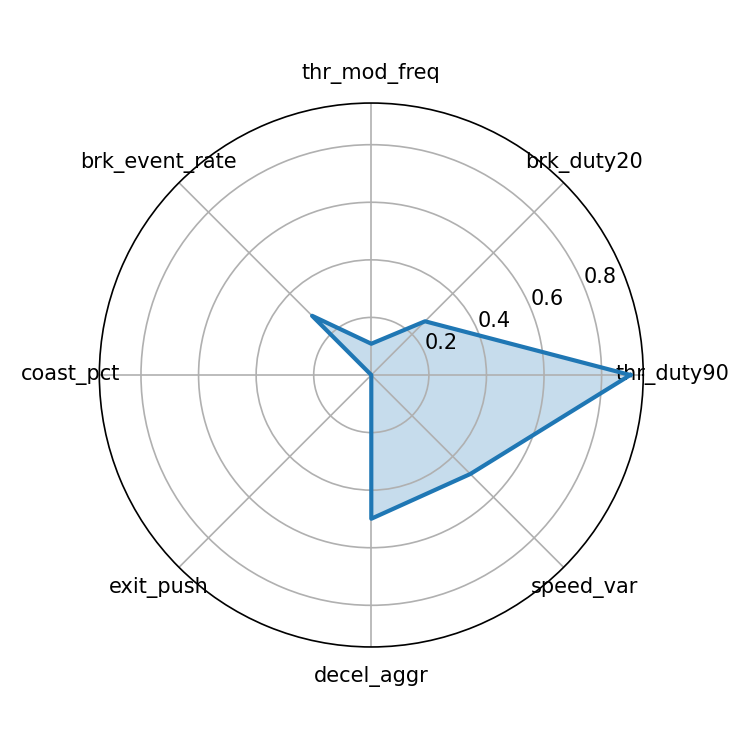 thr_mod_freq
brk_event_rate
brk_duty20
0.8
0.6
0.4
0.2
coast_pct
thr_duty90
exit_push
speed_var
decel_aggr